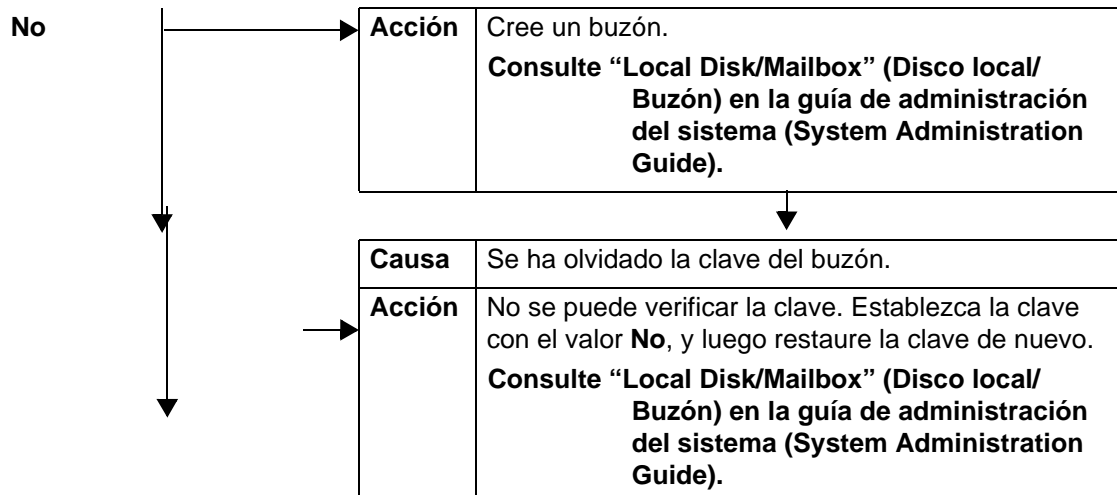 No
Acción Cree un buzón.
Consulte “Local Disk/Mailbox” (Disco local/
Buzón) en la guía de administración
del sistema (System Administration
Guide).
Causa Se ha olvidado la clave del buzón.
Acción No se puede verificar la clave. Establezca la clave
con el valor No, y luego restaure la clave de nuevo.
Consulte “Local Disk/Mailbox” (Disco local/
Buzón) en la guía de administración
del sistema (System Administration
Guide).